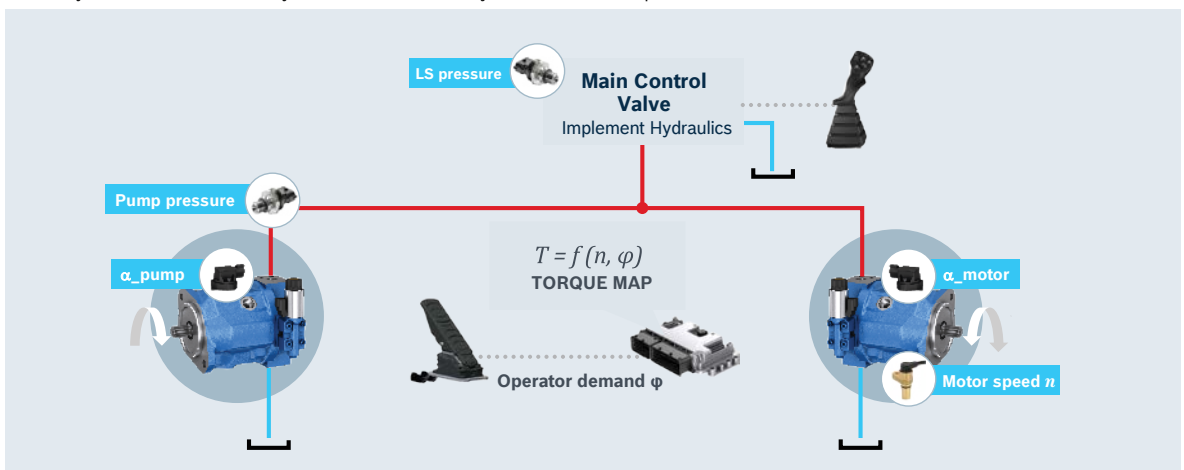 LS pressure
Main Control
Valve
Implement Hydraulics
Pump pressure
α_pump
T = f (n, φ)
TORQUE MAP
α_motor
Operator demand φ
Motor speed n